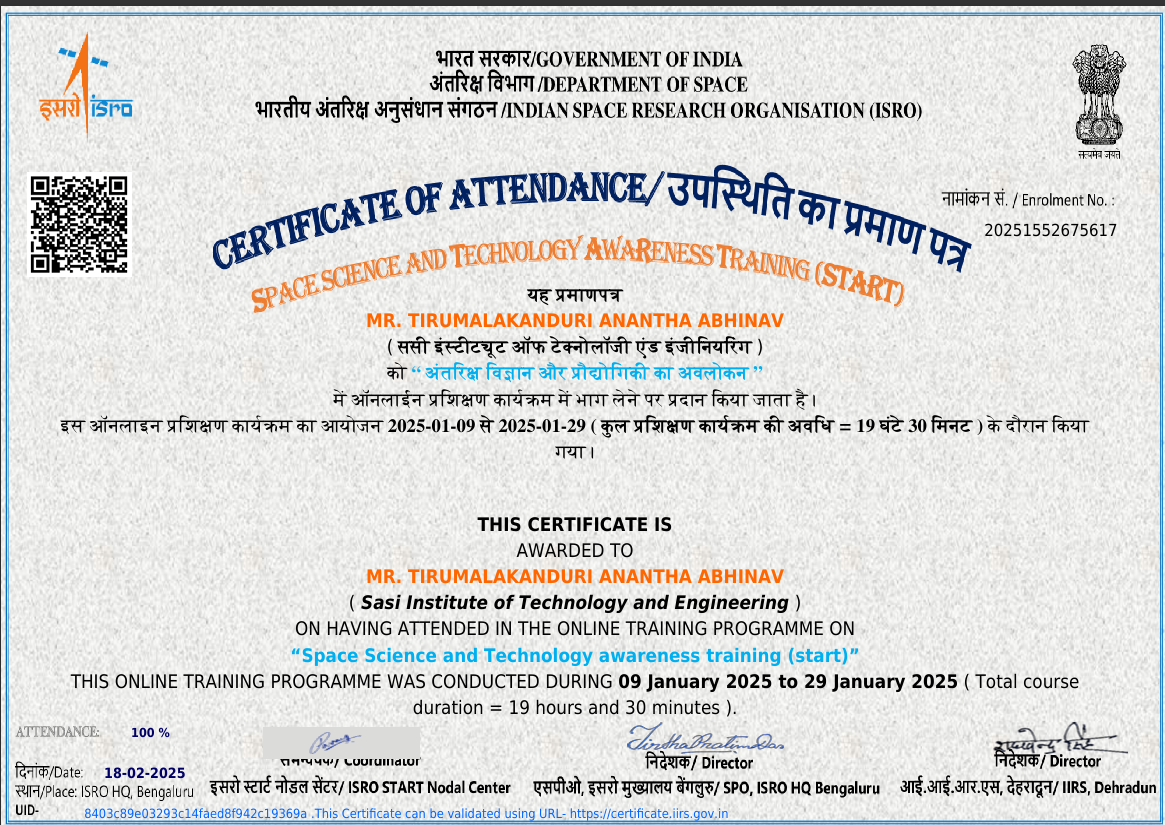 इसरो isro
भारत सरकार/GOVERNMENT OF INDIA
अंतरिक्ष विभाग /DEPARTMENT OF SPACE
भारतीय अंतरिक्ष अनुसंधान संगठन /INDIAN SPACE RESEARCH ORGANISATION (ISRO)
सत्यमेव जयते
CERTIFICATE OF ATTENDANCE/ उपस्थिति का प्रमाण पत्र
SPACE SCIENCE AND TECHNOLOGY AWARENESS TRAINING (START)
नामांकन सं. / Enrolment No. :
20251552675617
यह प्रमाणपत्र
MR. TIRUMALAKANDURI ANANTHA ABHINAV
( ससी इंस्टीट्यूट ऑफ टेक्नोलॉजी एंड इंजीनियरिंग )
को “ अंतरिक्ष विज्ञान और प्रौद्योगिकी का अवलोकन ”
में ऑनलाईन प्रशिक्षण कार्यक्रम में भाग लेने पर प्रदान किया जाता है।
इस ऑनलाइन प्रशिक्षण कार्यक्रम का आयोजन 2025-01-09 से 2025-01-29 ( कुल प्रशिक्षण कार्यक्रम की अवधि = 19 घंटे 30 मिनट ) के दौरान किया
गया।
THIS CERTIFICATE IS
AWARDED TO
MR. TIRUMALAKANDURI ANANTHA ABHINAV
( Sasi Institute of Technology and Engineering )
ON HAVING ATTENDED IN THE ONLINE TRAINING PROGRAMME ON
“Space Science and Technology awareness training (start)”
THIS ONLINE TRAINING PROGRAMME WAS CONDUCTED DURING 09 January 2025 to 29 January 2025 ( Total course
duration = 19 hours and 30 minutes ).
ATTENDANCE: 100 %
दिनांक/Date: 18-02-2025
स्थान/Place: ISRO HQ, Bengaluru
समन्वयक/ Coordinator
इसरो स्टार्ट नोडल सेंटर/ ISRO START Nodal Center
Tirtha Pratim Das
निदेशक/ Director
एसपीओ, इसरो मुख्यालय बेंगलुरु/ SPO, ISRO HQ Bengaluru
निदेशक/ Director
आई.आई.आर.एस, देहरादून/ IIRS, Dehradun
UID- 8403c89e03293c14faed8f942c19369a .This Certificate can be validated using URL- https://certificate.iirs.gov.in